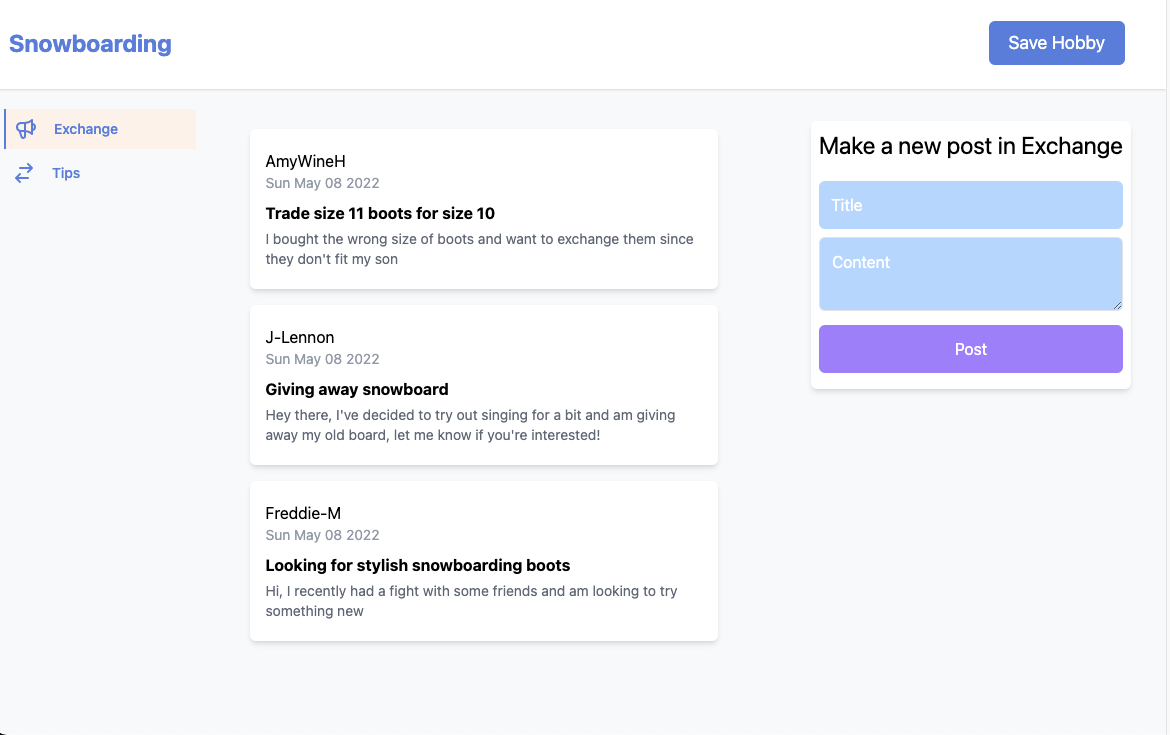 Snowboarding
Save Hobby
Exchange
Tips
AmyWineH
Sun May 08 2022
Trade size 11 boots for size 10
I bought the wrong size of boots and want to exchange them since
they don't fit my son
J-Lennon
Sun May 08 2022
Giving away snowboard
Hey there, I've decided to try out singing for a bit and am giving
away my old board, let me know if you're interested!
Freddie-M
Sun May 08 2022
Looking for stylish snowboarding boots
Hi, I recently had a fight with some friends and am looking to try
something new
Make a new post in Exchange
Title
Content
Post